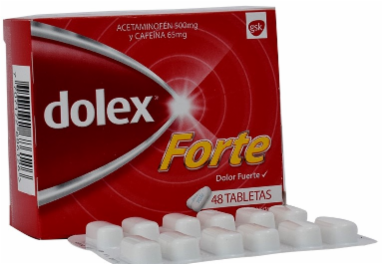 ACETAMINOFÉN 500mg
y CAFEÍNA 65mg
gsk
dolex
Forte
Dolor Fuerte ✓
48 TABLETAS